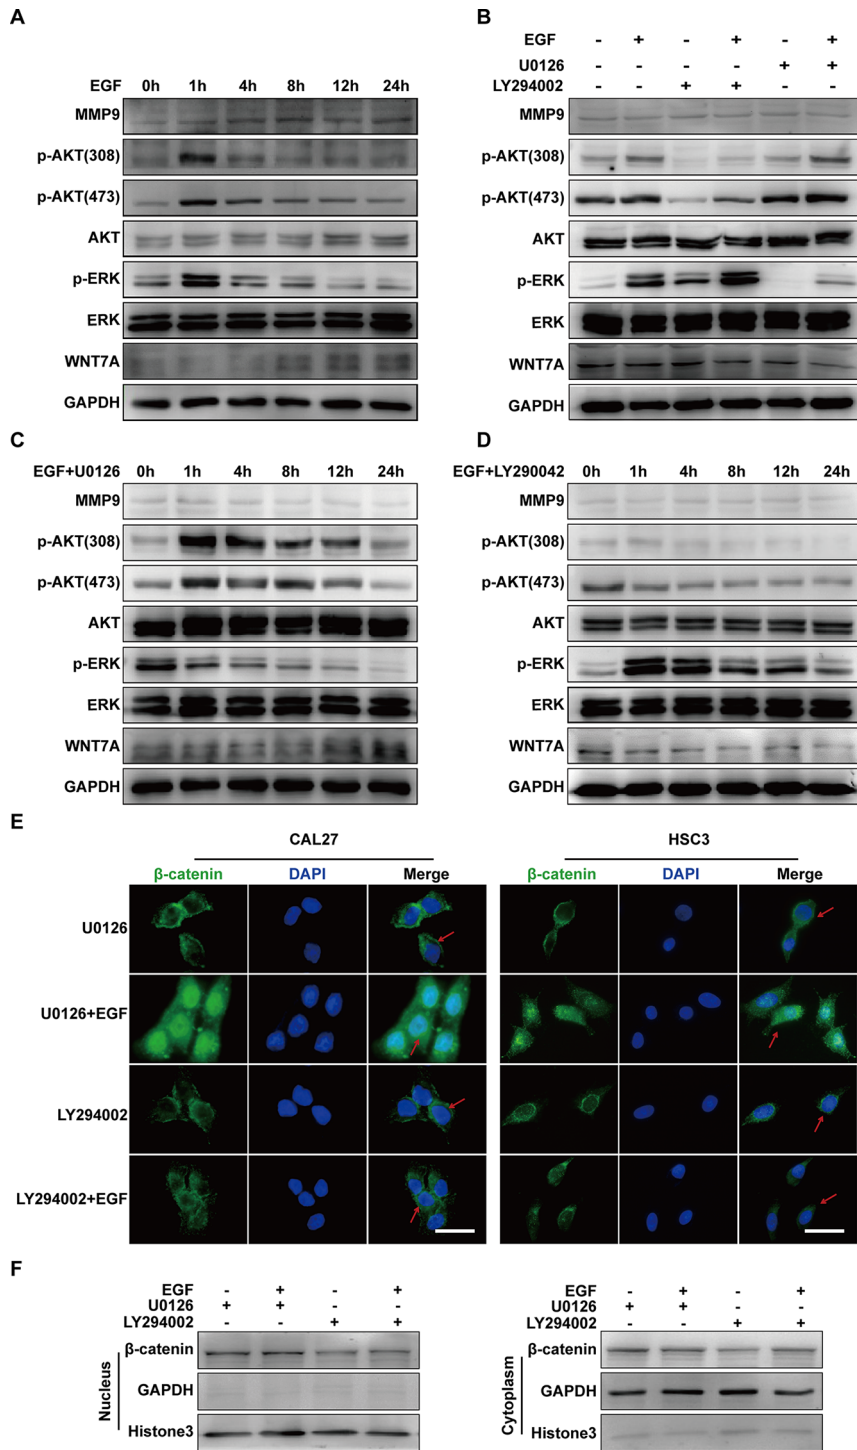 A
EGF 0h 1h 4h 8h 12h 24h
MMP9
p-AKT(308)
p-AKT(473)
AKT
p-ERK
ERK
WNT7A
GAPDH
B
EGF - + - + - +
U0126 - - - - + +
LY294002 - - + + - -
MMP9
p-AKT(308)
p-AKT(473)
AKT
p-ERK
ERK
WNT7A
GAPDH
C
EGF+U0126 0h 1h 4h 8h 12h 24h
MMP9
p-AKT(308)
p-AKT(473)
AKT
p-ERK
ERK
WNT7A
GAPDH
D
EGF+LY290042 0h 1h 4h 8h 12h 24h
MMP9
p-AKT(308)
p-AKT(473)
AKT
p-ERK
ERK
WNT7A
GAPDH
E
CAL27 HSC3
β-catenin DAPI Merge β-catenin DAPI Merge
U0126
U0126+EGF
LY294002
LY294002+EGF
F
EGF - + - +
U0126 + + - -
LY294002 - - + +
Nucleus
β-catenin
GAPDH
Histone3
EGF - + - +
U0126 + + - -
LY294002 - - + +
Cytoplasm
β-catenin
GAPDH
Histone3